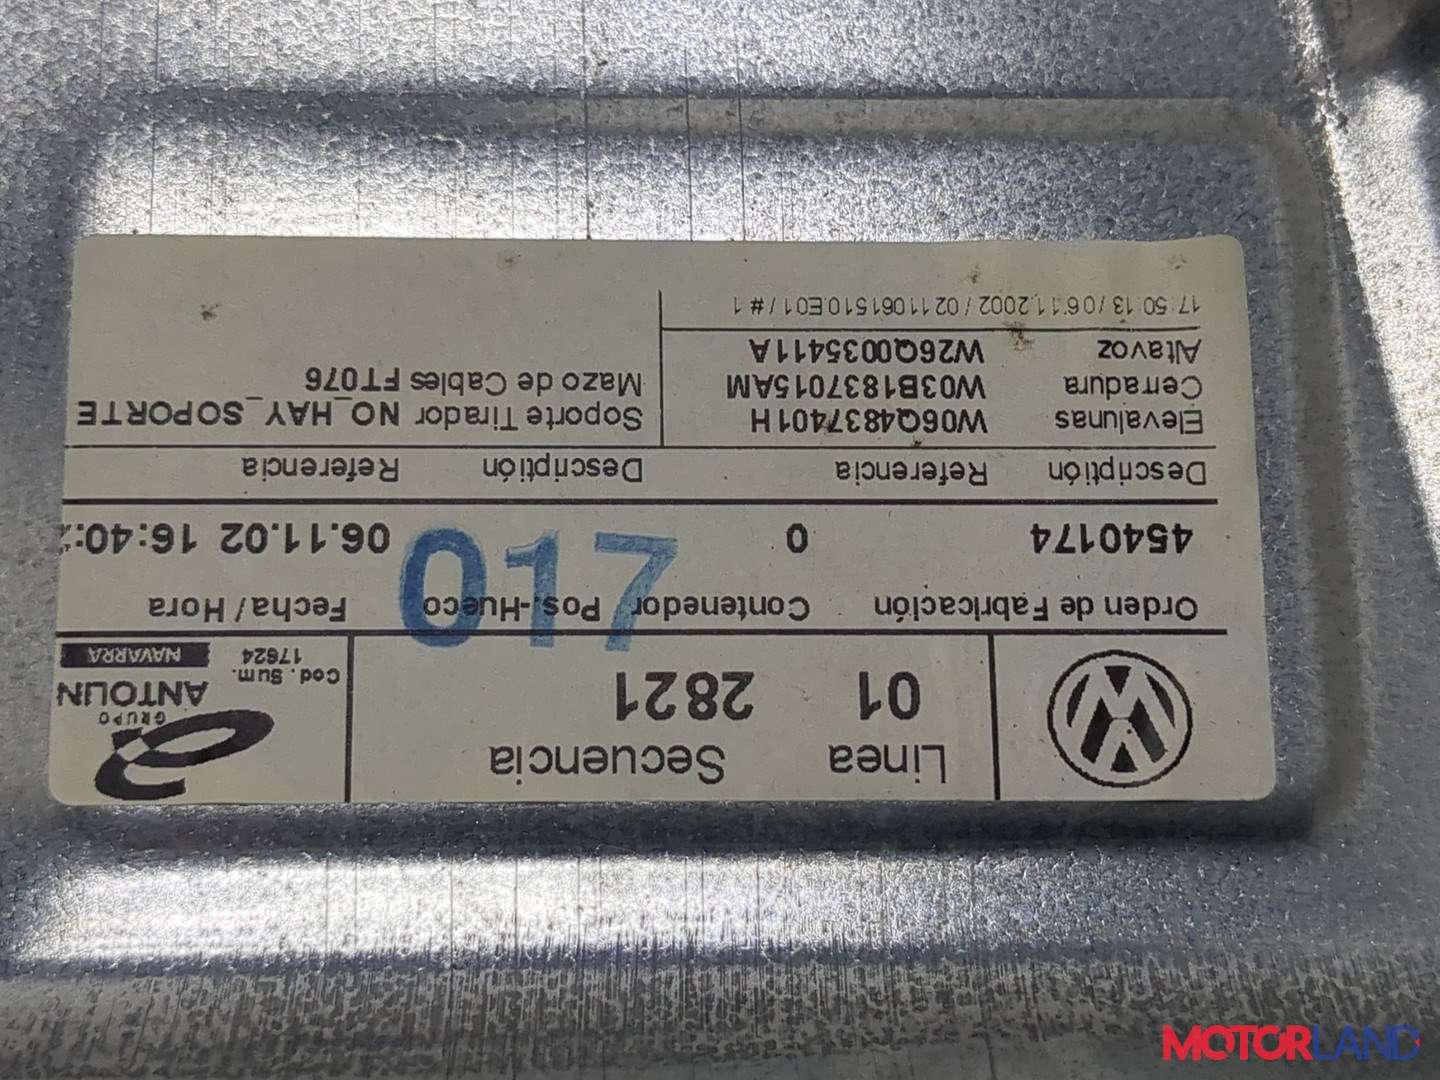 Linea Secuencia
01 2821
GRUPO
ANTOLIN
NAVARRA
Cod. Sum.
17624
Orden de Fabricación Contenedor Pos.-Hueco Fecha/Hora
4540174 0 06.11.02 16:40:
017
Descripción Referencia Descripción Referencia
Elevalunas W06Q4837401H Soporte Tirador NO_HAY_SOPORTE
Cerradura W03B1837015AM Mazo de Cables FT076
Altavoz W26Q0035411A
17:50:13/06.11.2002/0211061510.E01/#1
MOTORLAND